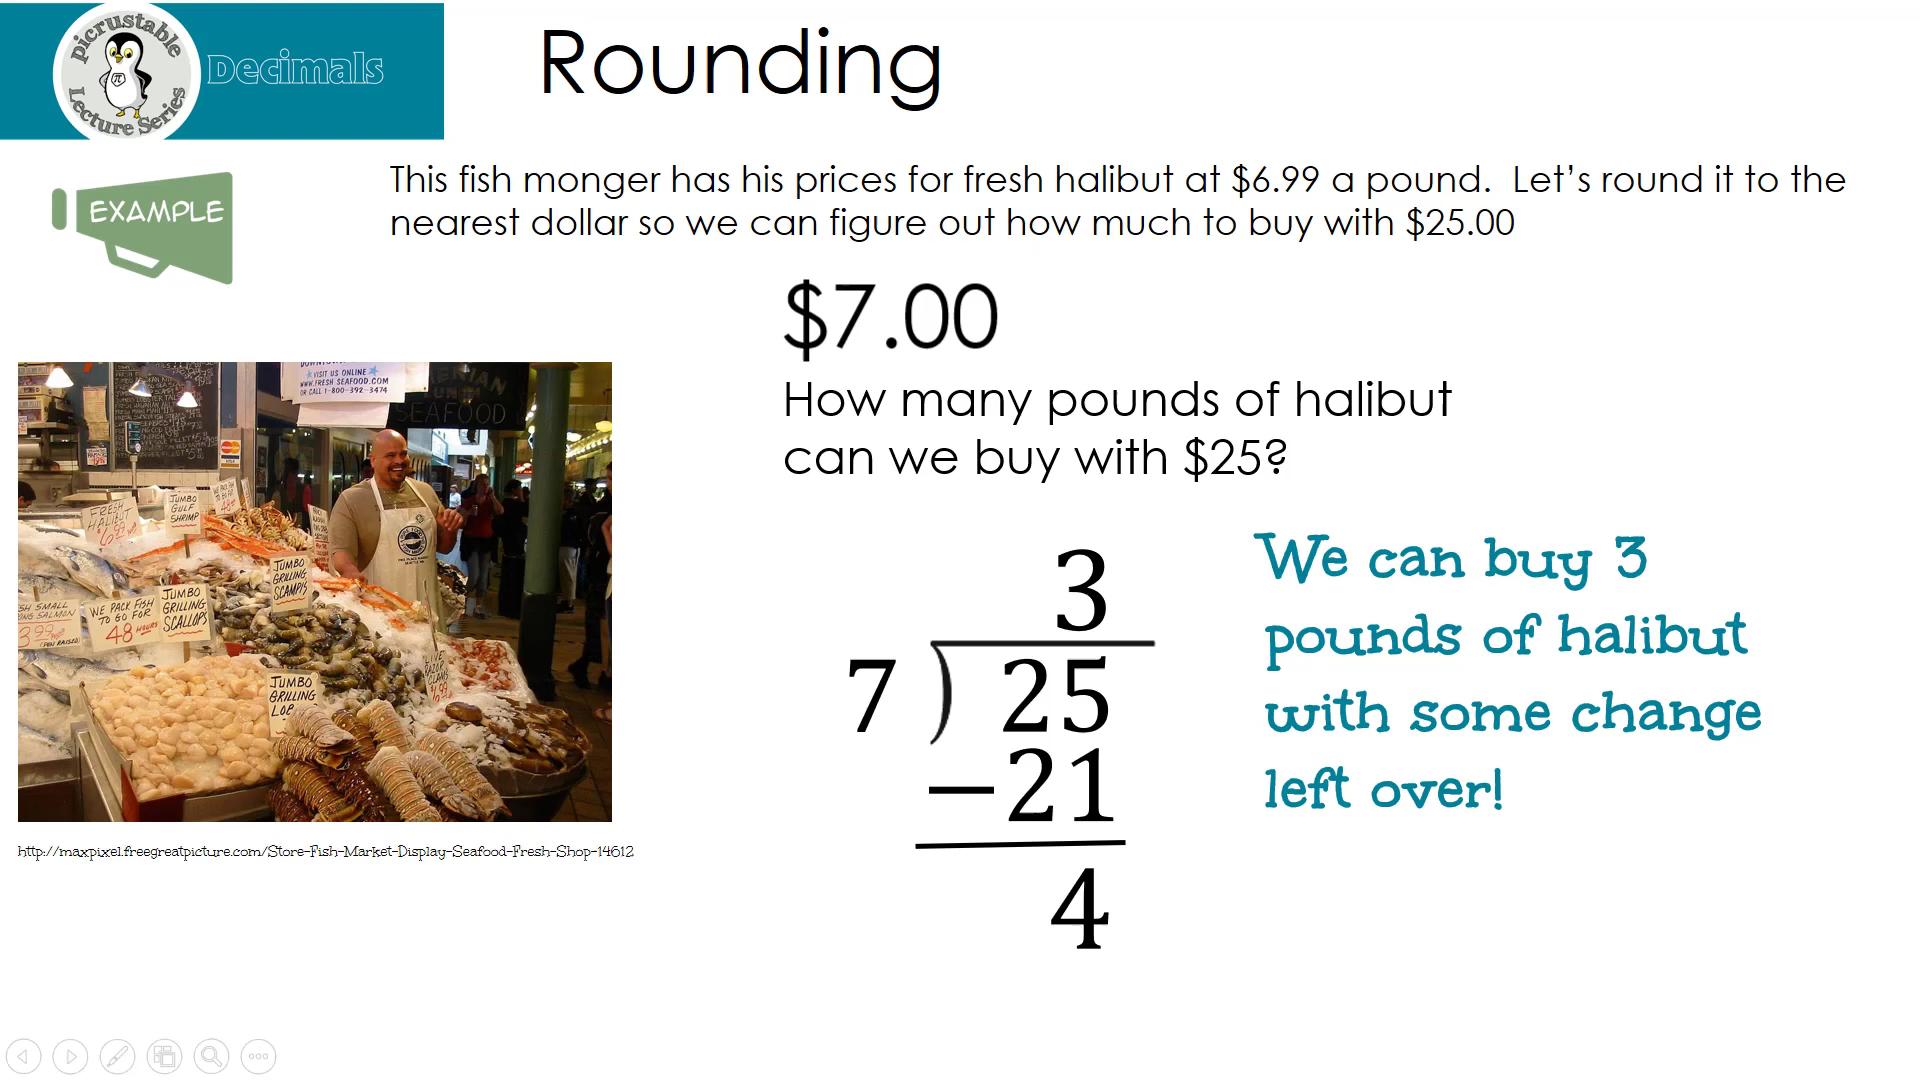 picrustable
Lecture Series
π
Decimals
Rounding
EXAMPLE
This fish monger has his prices for fresh halibut at $6.99 a pound.  Let's round it to the
nearest dollar so we can figure out how much to buy with $25.00
$7.00
How many pounds of halibut
can we buy with $25?
3
7 ) 25
−21
4
We can buy 3
pounds of halibut
with some change
left over!
VISIT US ONLINE
WWW.FRESH SEAFOOD.COM
OR CALL 1-800-392-3474
SEAFOOD
FRESH
HALIBUT
JUMBO
GULF
SHRIMP
JUMBO
GRILLING
SCAMPIS
JUMBO
GRILLING
SCALLOPS
WE PACK FISH
TO GO FOR
48 HOURS
SMALL
SALMON
JUMBO
GRILLING
LIVE
RAZOR
CLAMS
http://maxpixel.freegreatpicture.com/Store-Fish-Market-Display-Seafood-Fresh-Shop-14612